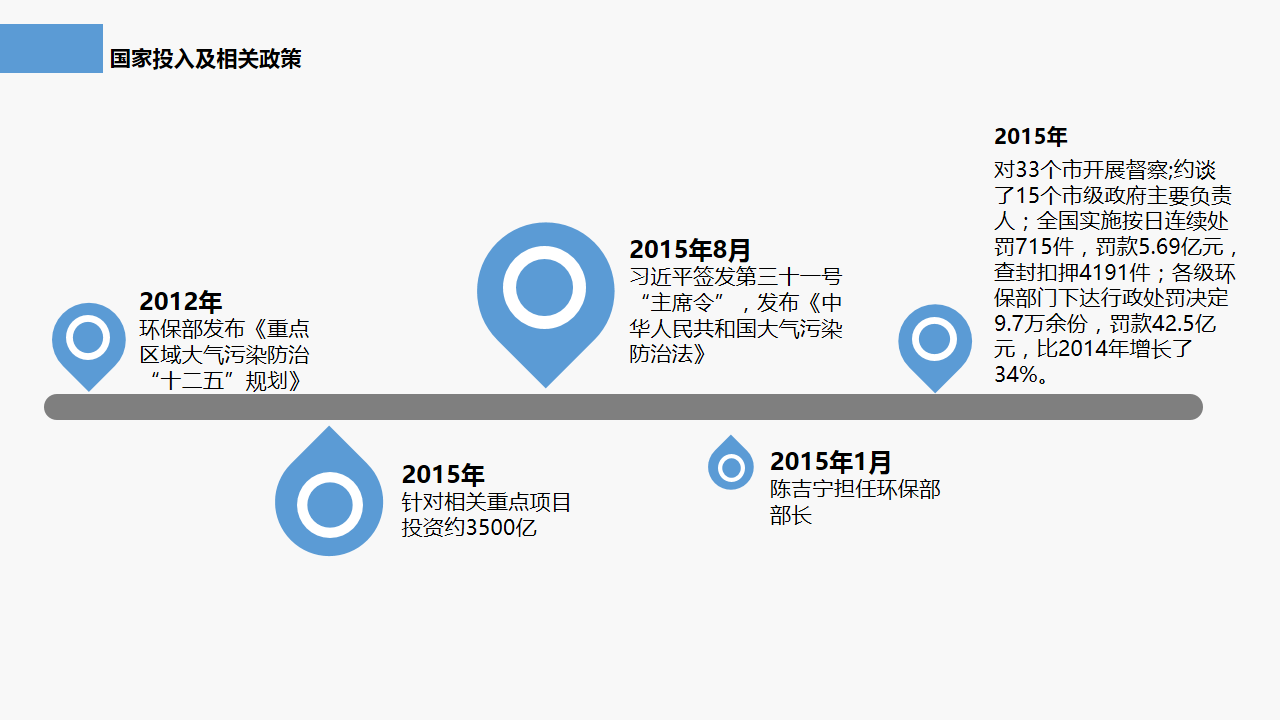 国家投入及相关政策
2012年
环保部发布《重点
区域大气污染防治
“十二五”规划》
2015年
针对相关重点项目
投资约3500亿
2015年8月
习近平签发第三十一号
“主席令”，发布《中
华人民共和国大气污染
防治法》
2015年1月
陈吉宁担任环保部
部长
2015年
对33个市开展督察;约谈
了15个市级政府主要负责
人；全国实施按日连续处
罚715件，罚款5.69亿元，
查封扣押4191件；各级环
保部门下达行政处罚决定
9.7万余份，罚款42.5亿
元，比2014年增长了
34%。